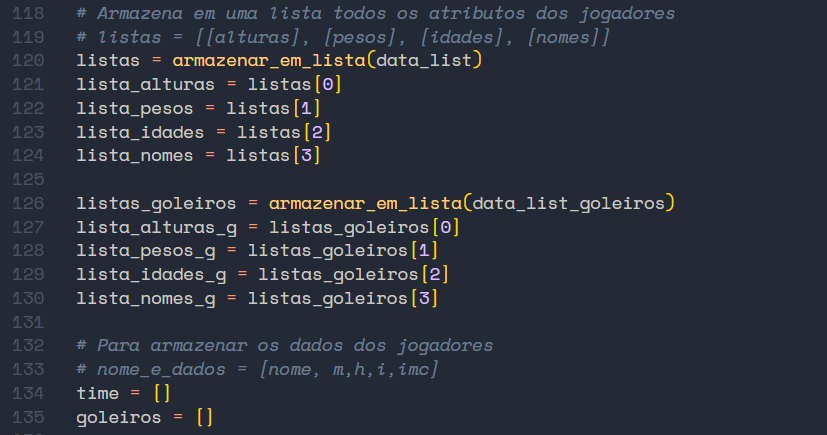 118 # Armazena em uma lista todos os atributos dos jogadores
119 # listas = [[alturas], [pesos], [idades], [nomes]]
120 listas = armazenar_em_lista(data_list)
121 lista_alturas = listas[0]
122 lista_pesos = listas[1]
123 lista_idades = listas[2]
124 lista_nomes = listas[3]
125
126 listas_goleiros = armazenar_em_lista(data_list_goleiros)
127 lista_alturas_g = listas_goleiros[0]
128 lista_pesos_g = listas_goleiros[1]
129 lista_idades_g = listas_goleiros[2]
130 lista_nomes_g = listas_goleiros[3]
131
132 # Para armazenar os dados dos jogadores
133 # nome_e_dados = [nome, m,h,i,imc]
134 time = []
135 goleiros = []